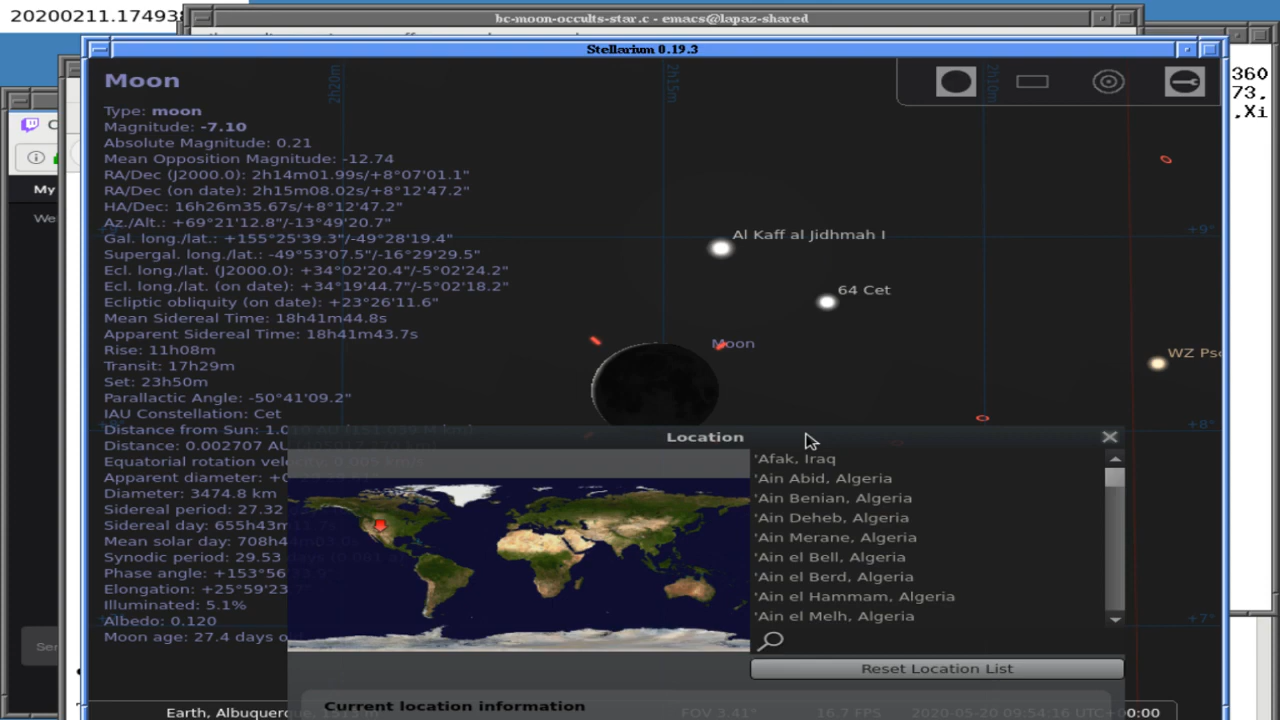 20200211.17493
bc-moon-occults-star.c - emacs@lapaz-shared
Stellarium 0.19.3
360
73,
,Xi
My
We
Moon
Type: moon
Magnitude: -7.10
Absolute Magnitude: 0.21
Mean Opposition Magnitude: -12.74
RA/Dec (J2000.0): 2h14m01.99s/+8°07'01.1"
RA/Dec (on date): 2h15m08.02s/+8°12'47.2"
HA/Dec: 16h26m35.67s/+8°12'47.2"
Az./Alt.: +69°21'12.8"/-13°49'20.7"
Gal. long./lat.: +155°25'39.3"/-49°28'19.4"
Supergal. long./lat.: -49°53'07.5"/-16°29'29.5"
Ecl. long./lat. (J2000.0): +34°02'20.4"/-5°02'24.2"
Ecl. long./lat. (on date): +34°19'44.7"/-5°02'18.2"
Ecliptic obliquity (on date): +23°26'11.6"
Mean Sidereal Time: 18h41m44.8s
Apparent Sidereal Time: 18h41m43.7s
Rise: 11h08m
Transit: 17h29m
Set: 23h50m
Parallactic Angle: -50°41'09.2"
IAU Constellation: Cet
Distance from Sun: 1.0
Distance: 0.002707 AU
Equatorial rotation velocity: 0.005 km/s
Apparent diameter: +0
Diameter: 3474.8 km
Sidereal period: 27.32
Sidereal day: 655h43m
Mean solar day: 708h4
Synodic period: 29.53
Phase angle: +153°56
Elongation: +25°59'23
Illuminated: 5.1%
Albedo: 0.120
Moon age: 27.4 days o
2h20m
2h15m
2h10m
+9°
+8°
+7°
Al Kaff al Jidhmah I
64 Cet
Moon
WZ Psc
Location
'Afak, Iraq
'Ain Abid, Algeria
'Ain Benian, Algeria
'Ain Deheb, Algeria
'Ain Merane, Algeria
'Ain el Bell, Algeria
'Ain el Berd, Algeria
'Ain el Hammam, Algeria
'Ain el Melh, Algeria
Reset Location List
Current location information
Ser
Earth, Albuquerque,
FOV 3.41°
16.7 FPS
2020-05-20 09:54:16 UTC+00:00